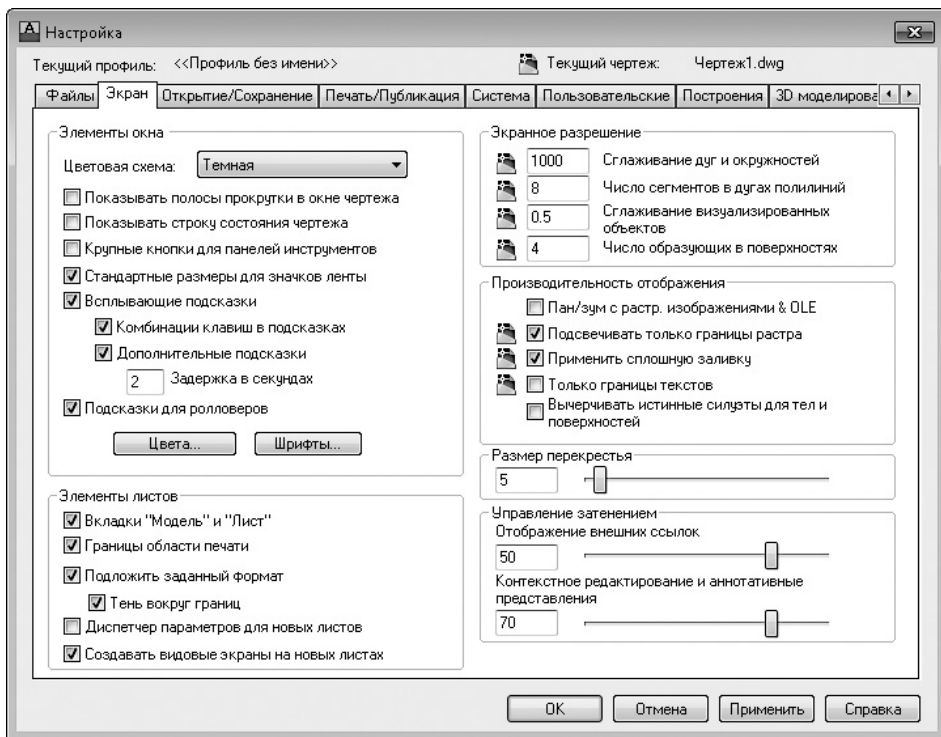 Настройка
Текущий профиль: <<Профиль без имени>> Текущий чертеж: Чертеж1.dwg
Файлы Экран Открытие/Сохранение Печать/Публикация Система Пользовательские Построения 3D моделирова
Элементы окна
Цветовая схема: Темная
Показывать полосы прокрутки в окне чертежа
Показывать строку состояния чертежа
Крупные кнопки для панелей инструментов
Стандартные размеры для значков ленты
Всплывающие подсказки
Комбинации клавиш в подсказках
Дополнительные подсказки
2 Задержка в секундах
Подсказки для ролловеров
Цвета... Шрифты...
Элементы листов
Вкладки "Модель" и "Лист"
Границы области печати
Подложить заданный формат
Тень вокруг границ
Диспетчер параметров для новых листов
Создавать видовые экраны на новых листах
Экранное разрешение
1000 Сглаживание дуг и окружностей
8 Число сегментов в дугах полилиний
0.5 Сглаживание визуализированных
объектов
4 Число образующих в поверхностях
Производительность отображения
Пан/зум с растр. изображениями & OLE
Подсвечивать только границы растра
Применить сплошную заливку
Только границы текстов
Вычерчивать истинные силуэты для тел и
поверхностей
Размер перекрестья
5
Управление затенением
Отображение внешних ссылок
50
Контекстное редактирование и аннотативные
представления
70
OK Отмена Применить Справка